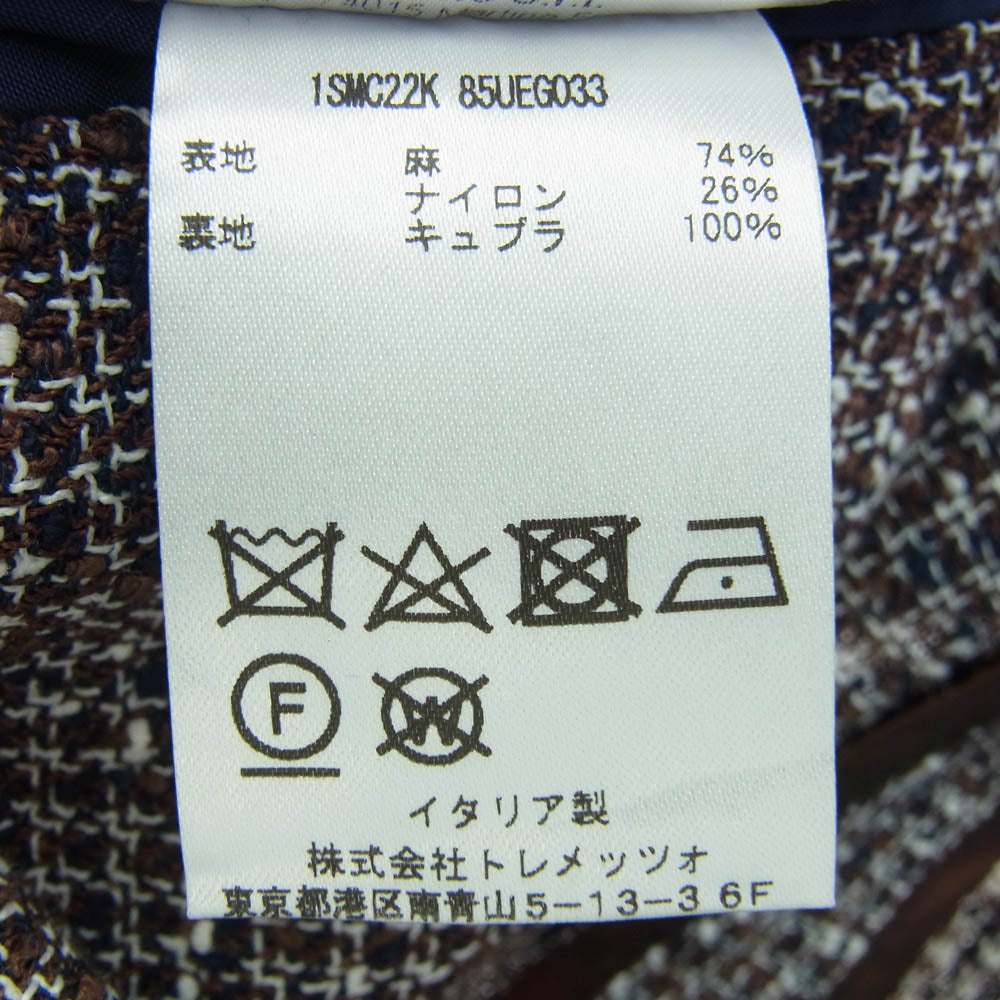 1SMC22K 85UEG033
表地 麻 74%
ナイロン 26%
裏地 キュプラ 100%
F
W
イタリア製
株式会社トレメッツオ
東京都港区南青山5-13-3 6F